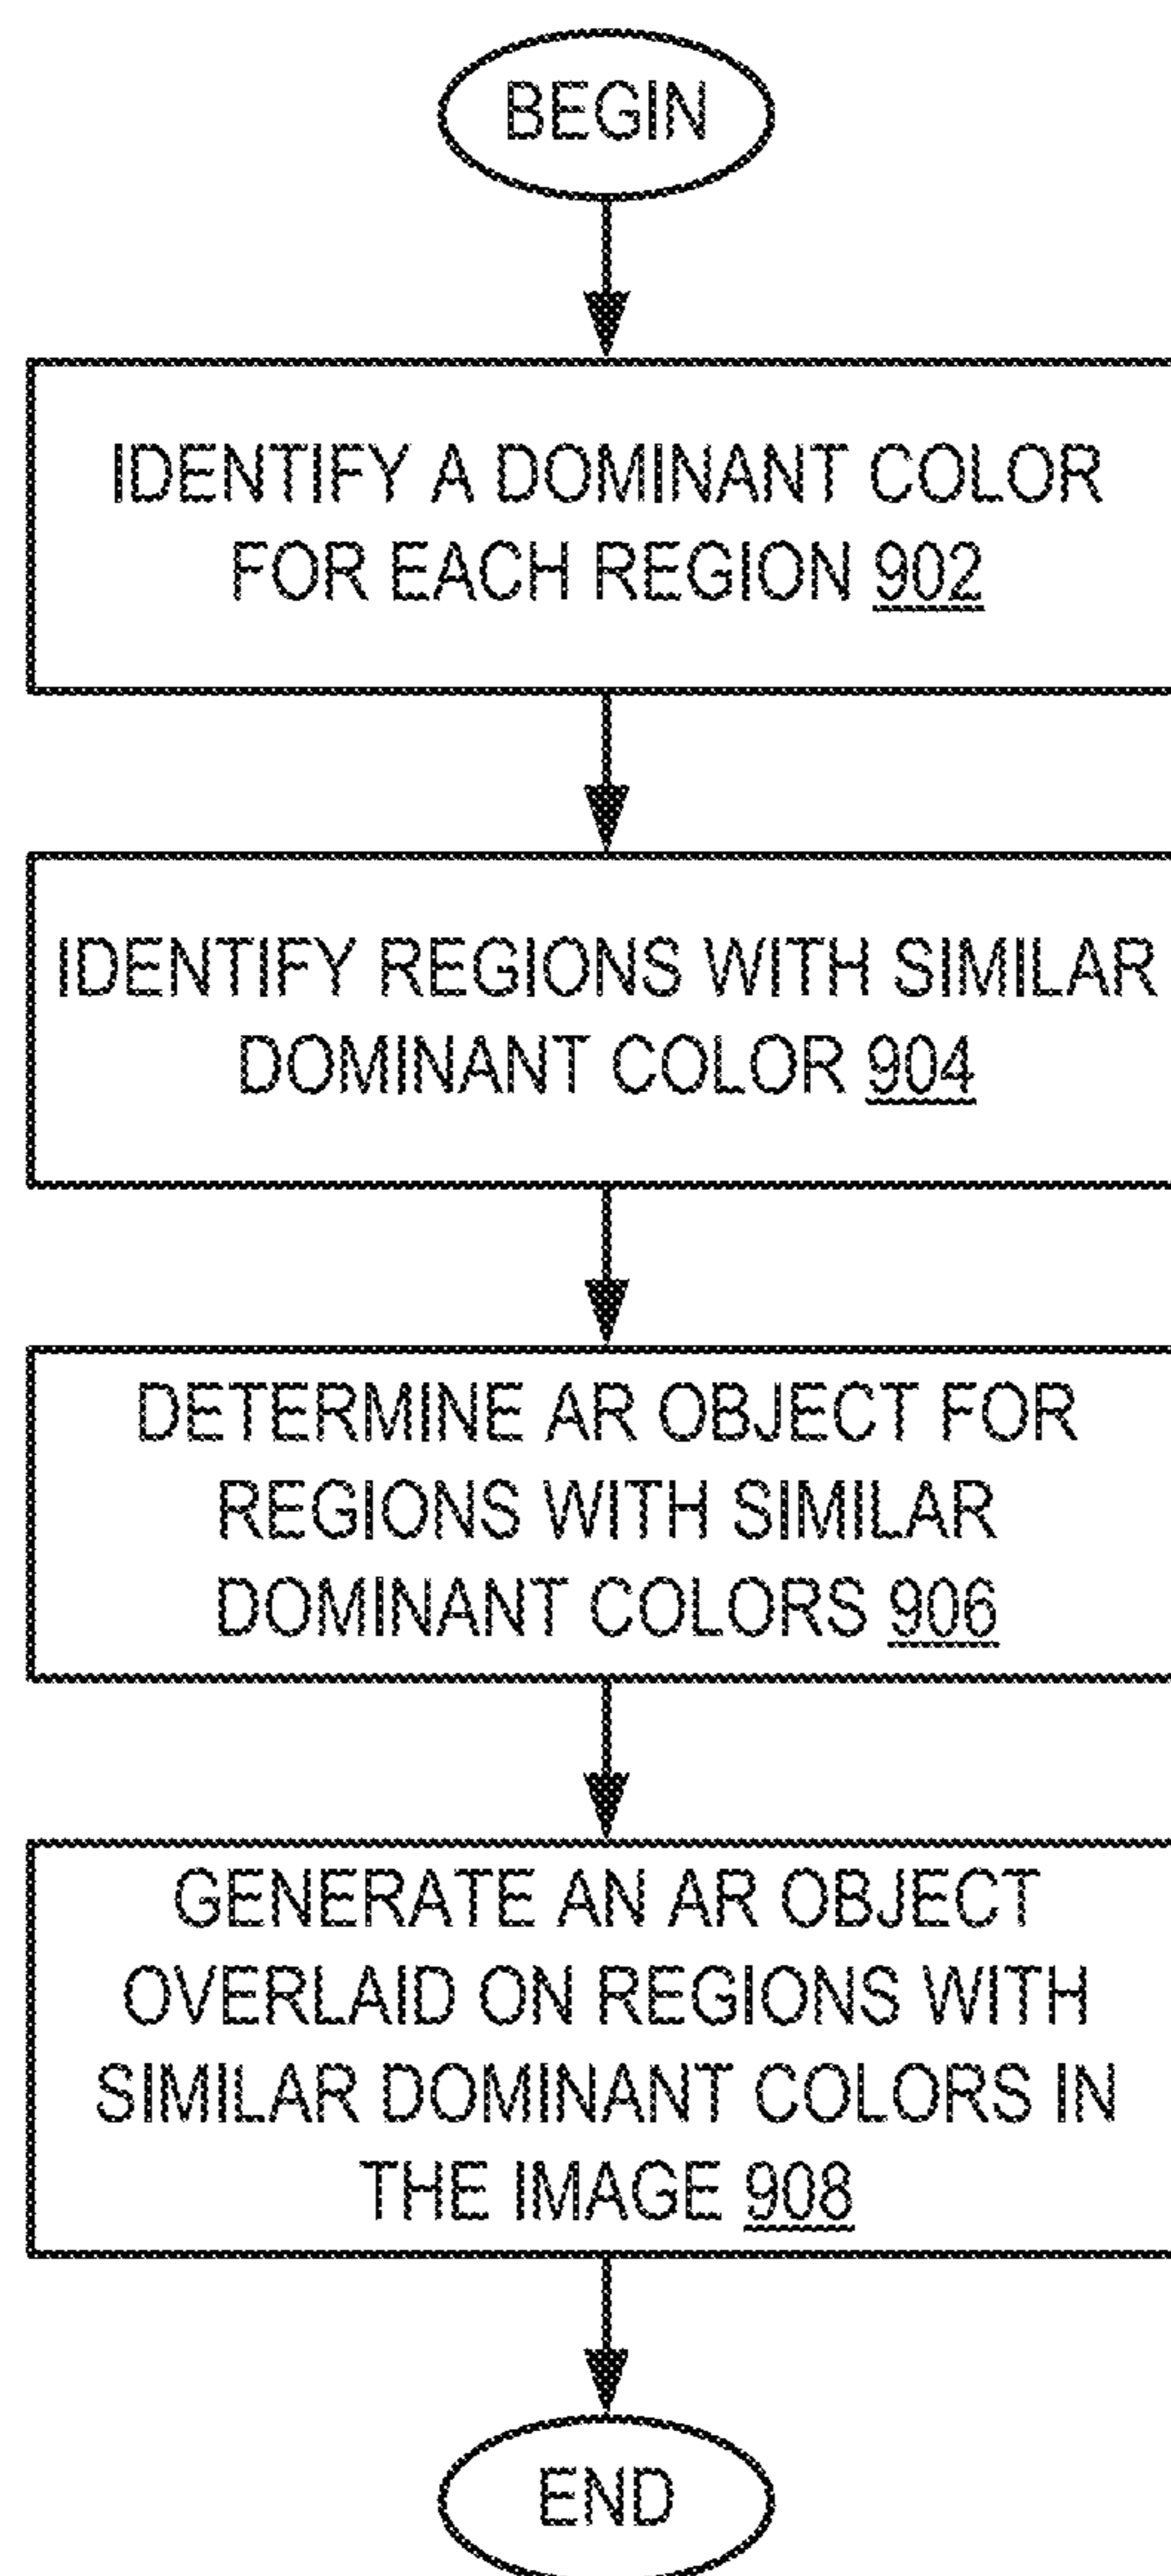 BEGIN
IDENTIFY A DOMINANT COLOR
FOR EACH REGION 902
IDENTIFY REGIONS WITH SIMILAR
DOMINANT COLOR 904
DETERMINE AR OBJECT FOR
REGIONS WITH SIMILAR
DOMINANT COLORS 906
GENERATE AN AR OBJECT
OVERLAID ON REGIONS WITH
SIMILAR DOMINANT COLORS IN
THE IMAGE 908
END